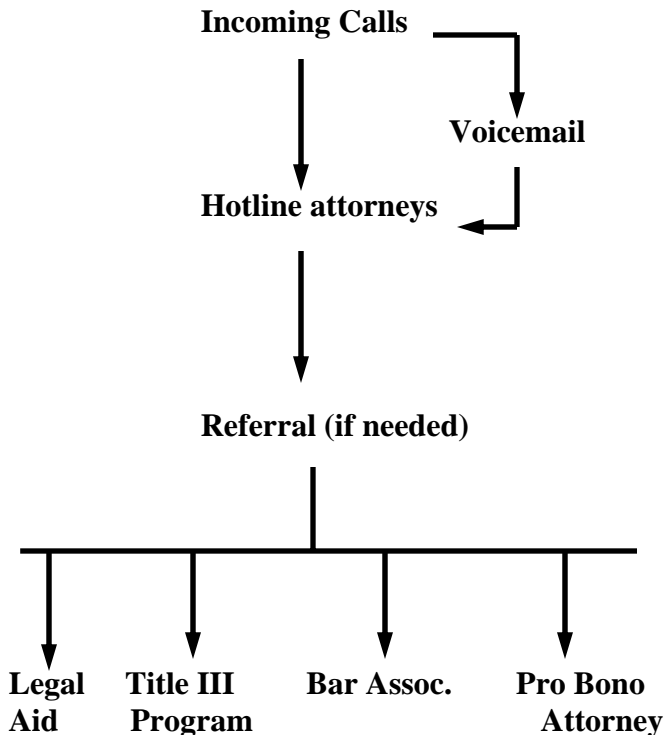 Incoming Calls
Voicemail
Hotline attorneys
Referral (if needed)
Legal Aid
Title III Program
Bar Assoc.
Pro Bono Attorney